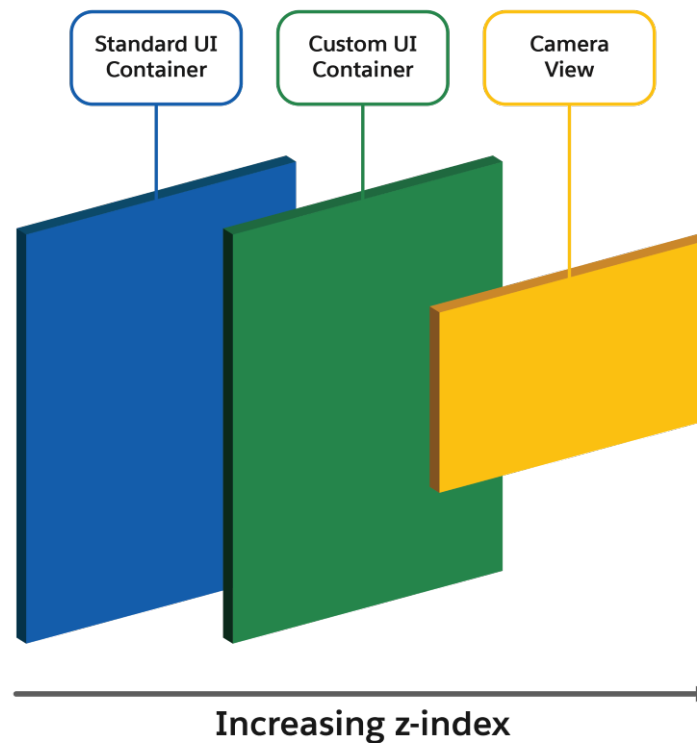 Standard UI
Container
Custom UI
Container
Camera
View
Increasing z-index